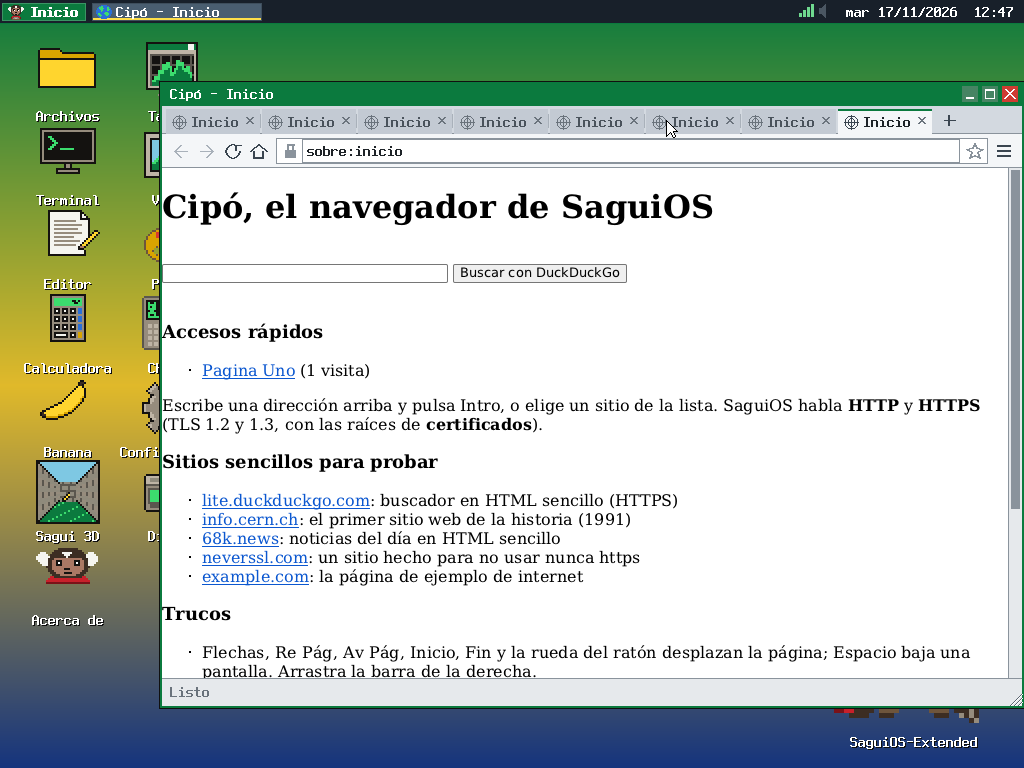 Inicio
Cipó - Inicio
mar 17/11/2026
12:47
Archivos
Terminal
Editor
Calculadora
Banana
Sagui 3D
Acerca de
Cipó - Inicio
Inicio
Inicio
Inicio
Inicio
Inicio
Inicio
Inicio
Inicio
sobre:inicio
Cipó, el navegador de SaguiOS
Buscar con DuckDuckGo
Accesos rápidos
· Pagina Uno (1 visita)
Escribe una dirección arriba y pulsa Intro, o elige un sitio de la lista. SaguiOS habla HTTP y HTTPS
(TLS 1.2 y 1.3, con las raíces de certificados).
Sitios sencillos para probar
· lite.duckduckgo.com: buscador en HTML sencillo (HTTPS)
· info.cern.ch: el primer sitio web de la historia (1991)
· 68k.news: noticias del día en HTML sencillo
· neverssl.com: un sitio hecho para no usar nunca https
· example.com: la página de ejemplo de internet
Trucos
· Flechas, Re Pág, Av Pág, Inicio, Fin y la rueda del ratón desplazan la página; Espacio baja una
pantalla. Arrastra la barra de la derecha.
Listo
SaguiOS-Extended